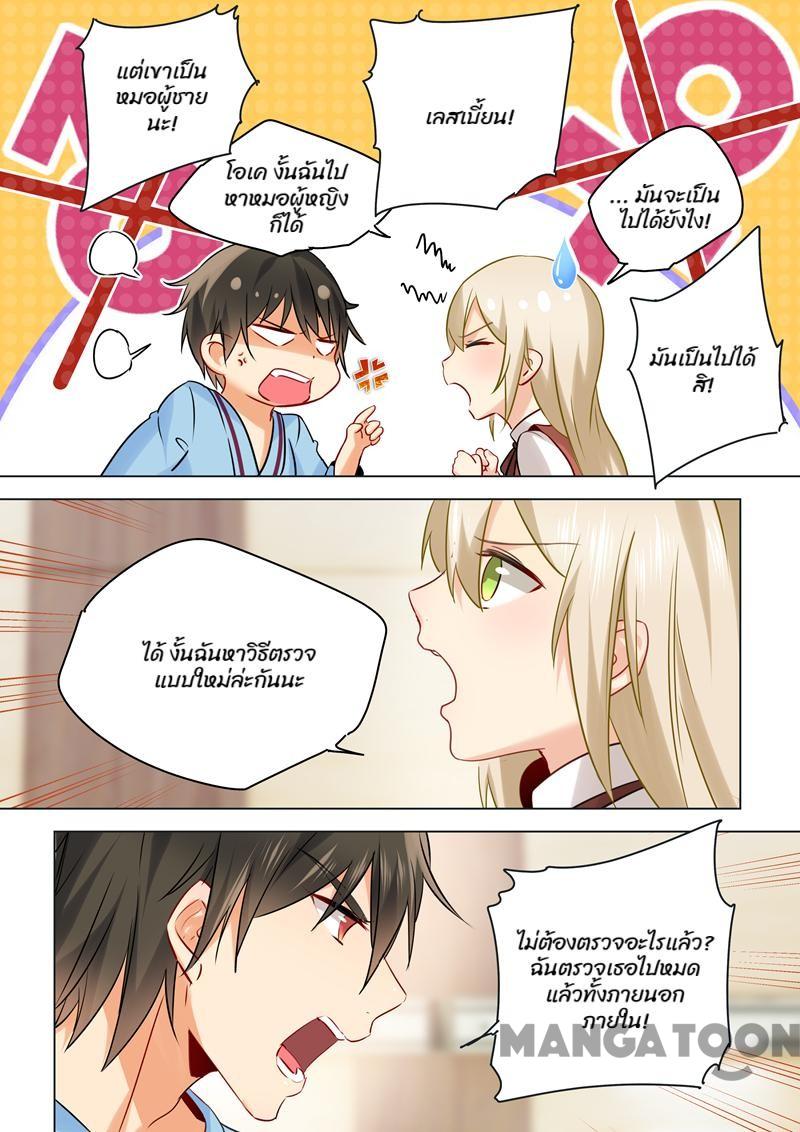 แต่เขาเป็น
หมอผู้ชาย
นะ!
โอเค งั้นฉันไป
หาหมอผู้หญิง
ก็ได้
เลสเบี้ยน!
... มันจะเป็น
ไปได้ยังไง!
มันเป็นไปได้
สิ!
ได้ งั้นฉันหาวิธีตรวจ
แบบใหม่ล่ะกันนะ
ไม่ต้องตรวจอะไรแล้ว?
ฉันตรวจเธอไปหมด
แล้วทั้งภายนอก
ภายใน!
MANGATOON